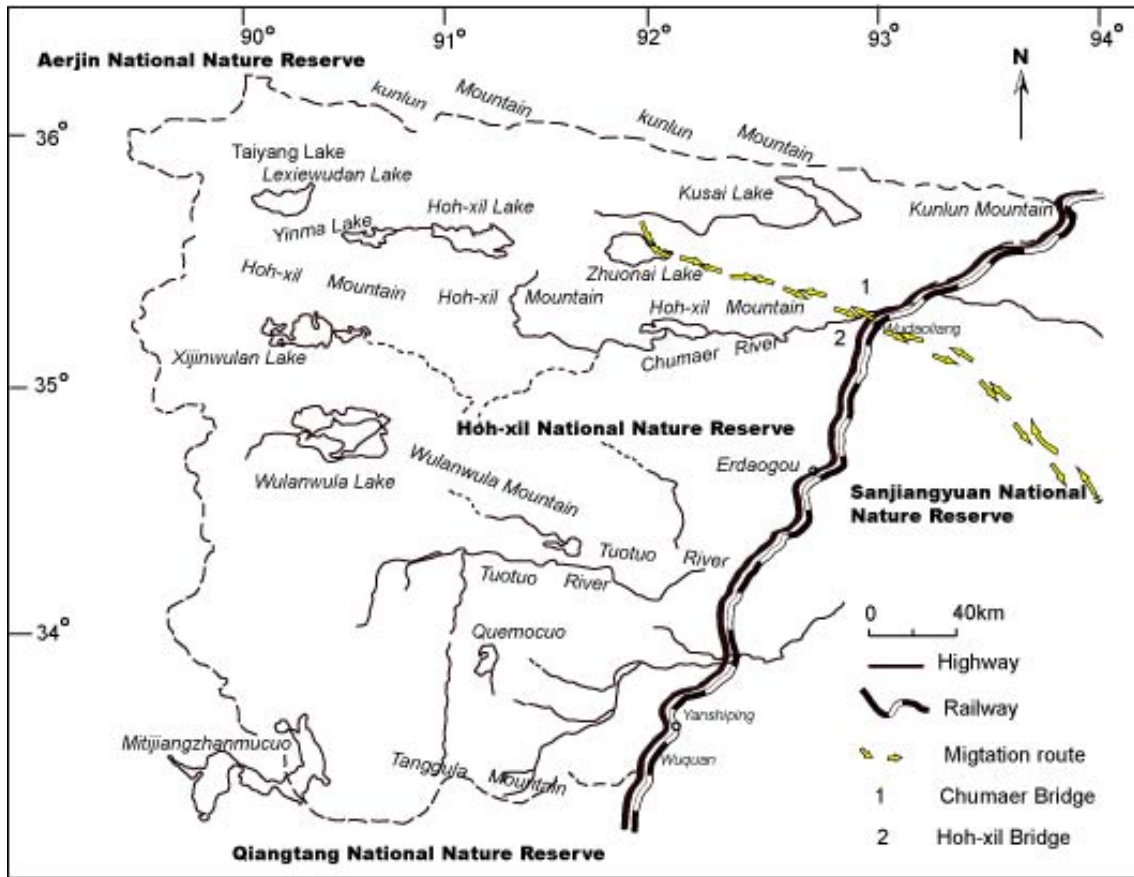 90° 91° 92° 93° 94°
Aerjin National Nature Reserve
N
kunlun Mountain kunlun Mountain
36°
Taiyang Lake
Lexiewudan Lake
Kusai Lake
Kunlun Mountain
Yinma Lake
Hoh-xil Lake
Zhuonai Lake
1
Hoh-xil Mountain Hoh-xil Mountain Hoh-xil Mountain
2
Wudaoliang
Chumaer River
Xijinwulan Lake
35°
Hoh-xil National Nature Reserve
Wulanwula Lake
Wulanwula Mountain
Erdaogou
Sanjiangyuan National
Nature Reserve
Tuotuo River
Tuotuo River
34°
Quemocuo
0 40km
Highway
Railway
Yanshiping
Mitijiangzhanmucuo
Wuquan
Tanggula Mountain
Migtation route
1 Chumaer Bridge
2 Hoh-xil Bridge
Qiangtang National Nature Reserve